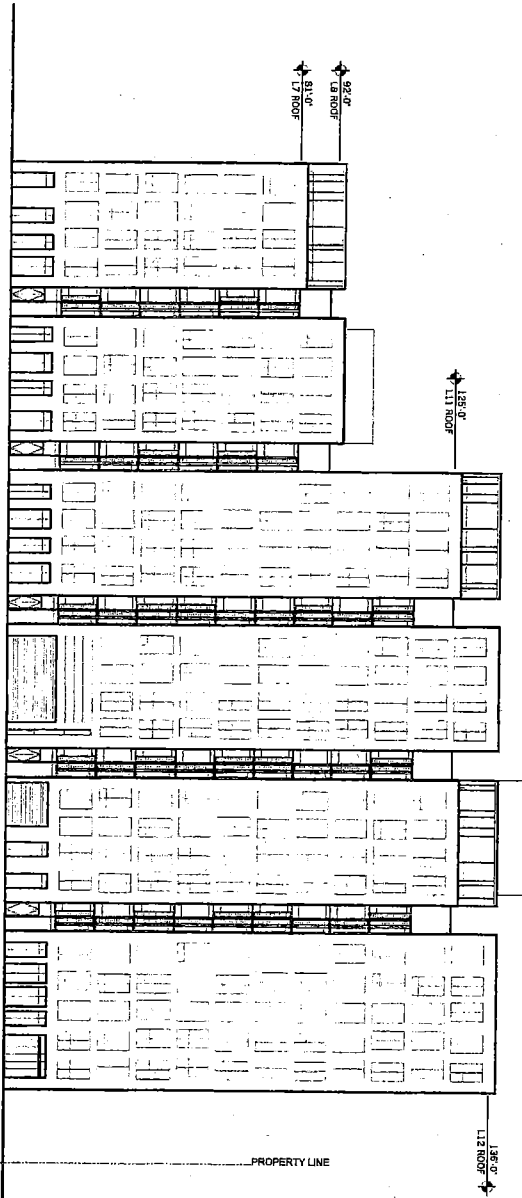 92'-0"
L8 ROOF
81'-0"
L7 ROOF
125'-0"
L11 ROOF
136'-0"
L12 ROOF
PROPERTY LINE